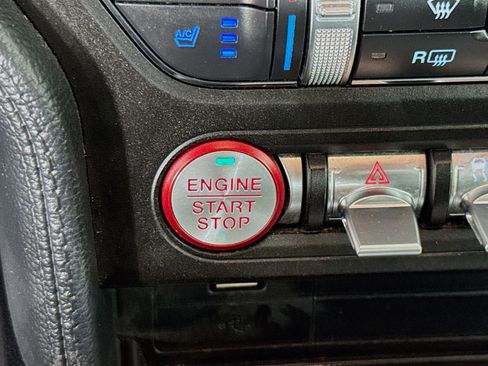 A/C
R
ENGINE
START
STOP